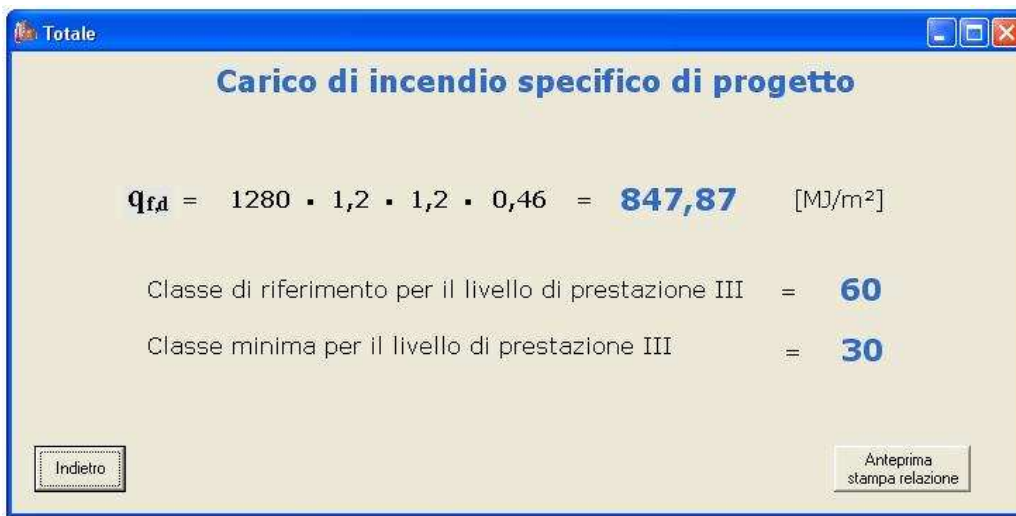 Totale
Carico di incendio specifico di progetto
qf,d = 1280 · 1,2 · 1,2 · 0,46 = 847,87 [MJ/m²]
Classe di riferimento per il livello di prestazione III = 60
Classe minima per il livello di prestazione III = 30
Indietro
Anteprima
stampa relazione